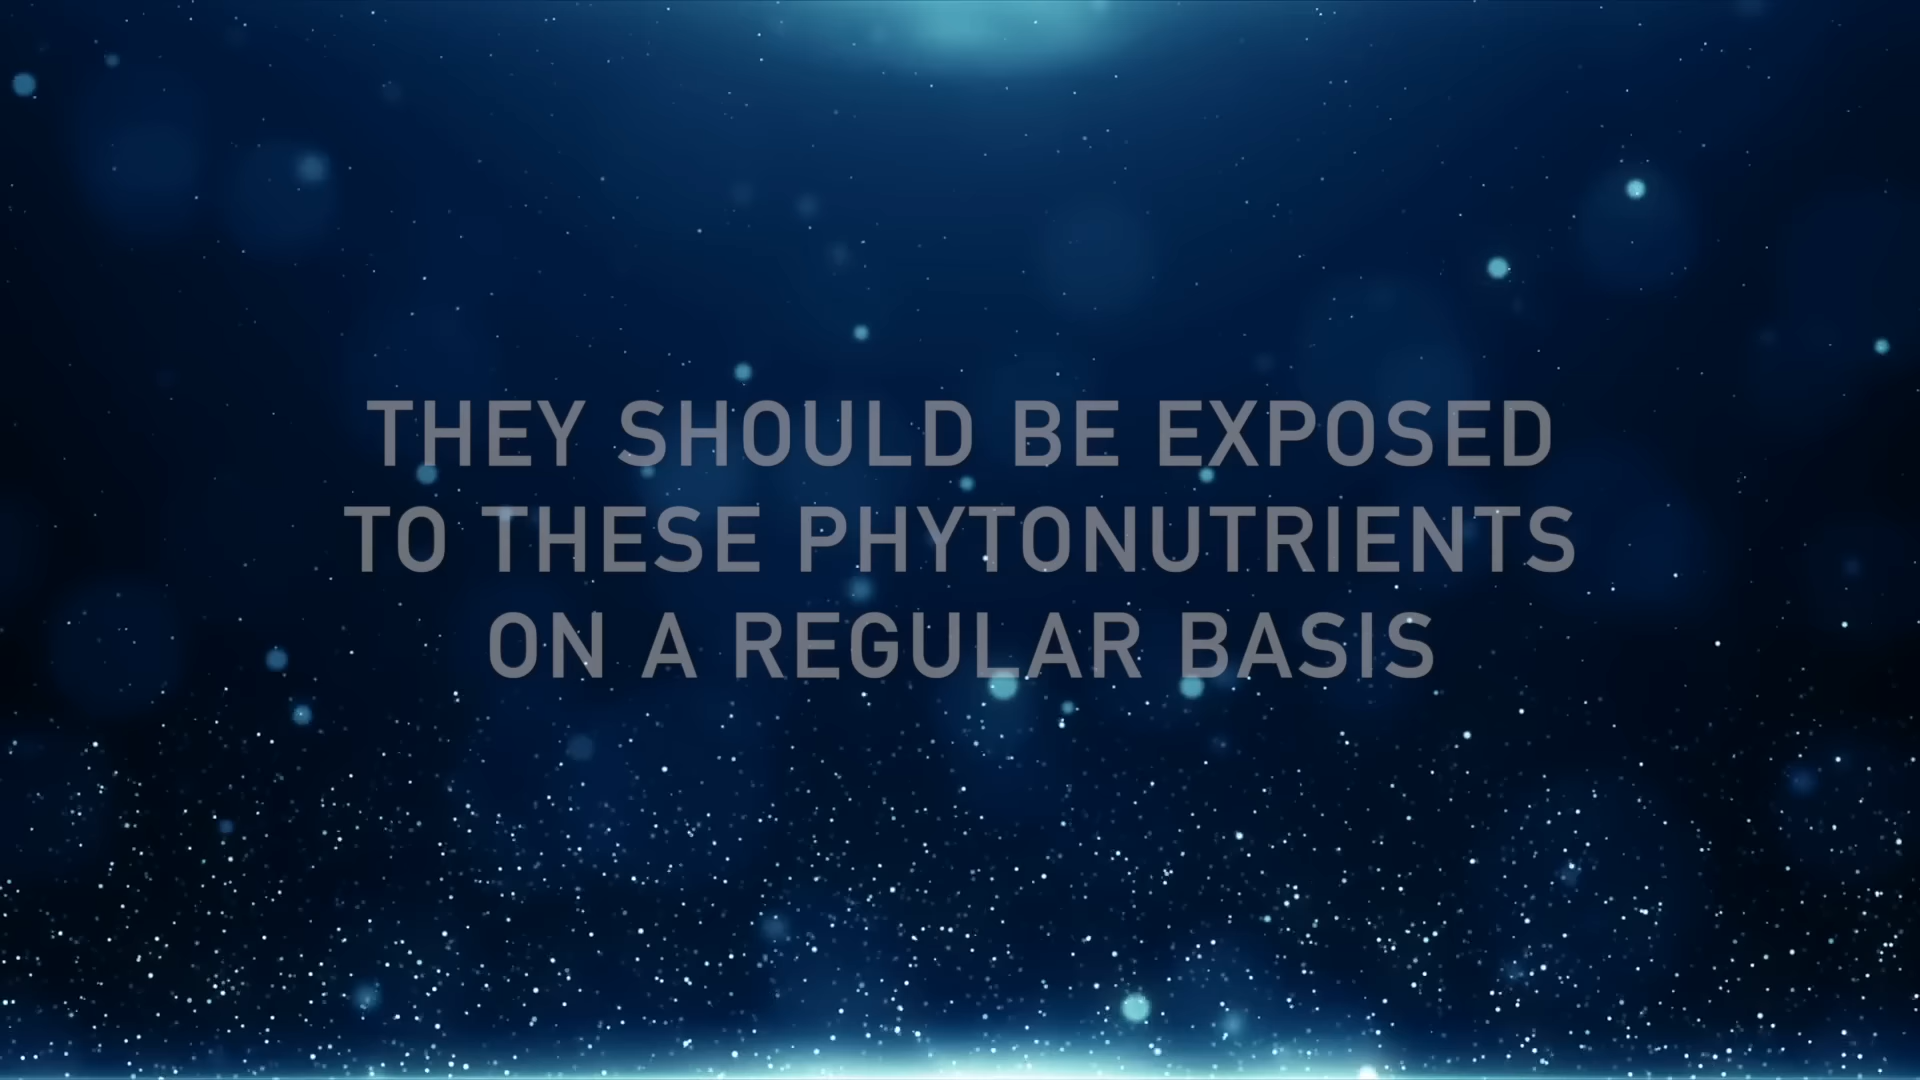 THEY SHOULD BE EXPOSED
TO THESE PHYTONUTRIENTS
ON A REGULAR BASIS